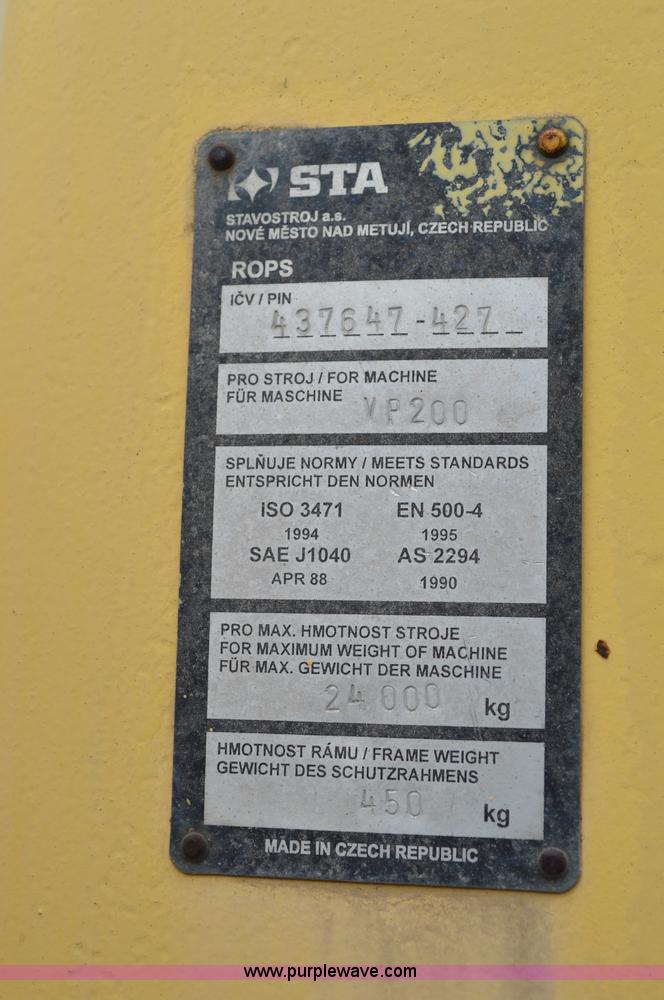 STA
STAVOSTROJ a.s.
NOVÉ MĚSTO NAD METUJÍ, CZECH REPUBLIC
ROPS
IČV / PIN
437647-427
PRO STROJ / FOR MACHINE
FÜR MASCHINE VP200
SPLŇUJE NORMY / MEETS STANDARDS
ENTSPRICHT DEN NORMEN
ISO 3471 EN 500-4
1994 1995
SAE J1040 AS 2294
APR 88 1990
PRO MAX. HMOTNOST STROJE
FOR MAXIMUM WEIGHT OF MACHINE
FÜR MAX. GEWICHT DER MASCHINE
24 000 kg
HMOTNOST RÁMU / FRAME WEIGHT
GEWICHT DES SCHUTZRAHMENS
450 kg
MADE IN CZECH REPUBLIC
www.purplewave.com